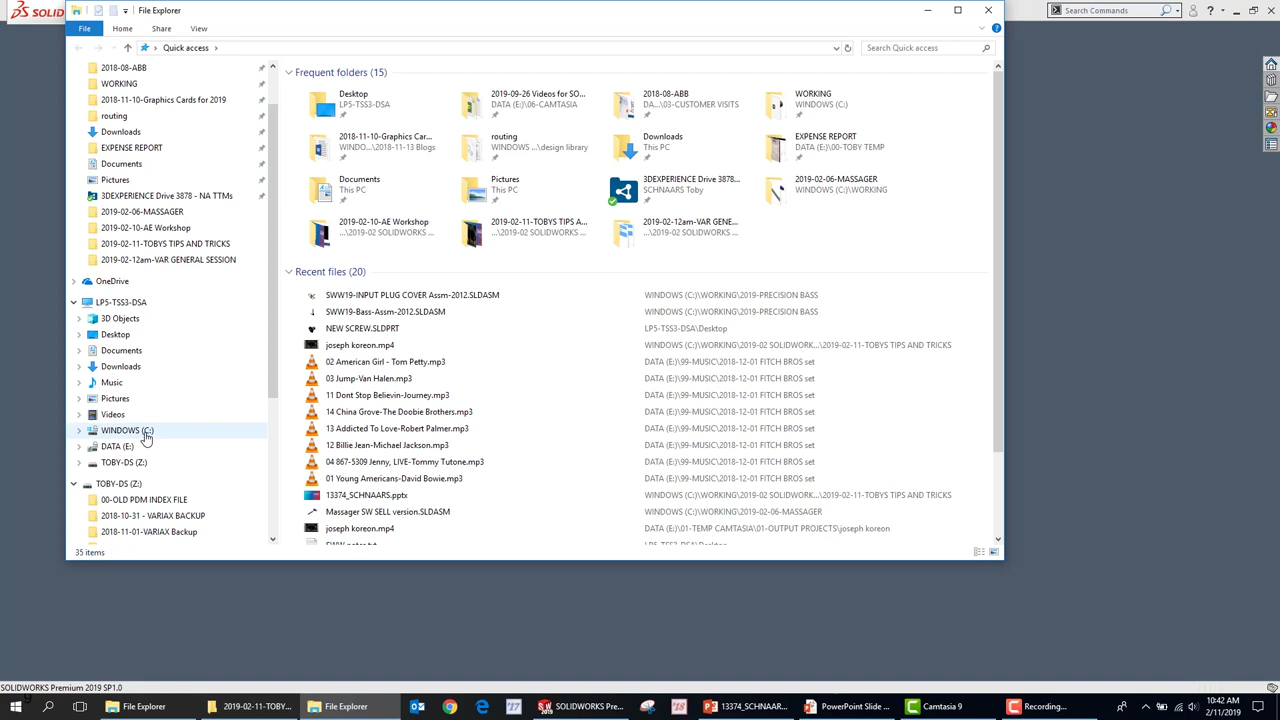 SOLID
File Explorer
Search Commands
File
Home
Share
View
Quick access
Search Quick access
2018-08-ABB
WORKING
2018-11-10-Graphics Cards for 2019
routing
Downloads
EXPENSE REPORT
Documents
Pictures
3DEXPERIENCE Drive 3878 - NA TTMs
2019-02-06-MASSAGER
2019-02-10-AE Workshop
2019-02-11-TOBYS TIPS AND TRICKS
2019-02-12am-VAR GENERAL SESSION
OneDrive
LP5-TSS3-DSA
3D Objects
Desktop
Documents
Downloads
Music
Pictures
Videos
WINDOWS (C:)
DATA (E:)
TOBY-DS (Z:)
TOBY-DS (Z:)
00-OLD PDM INDEX FILE
2018-10-31 - VARIAX BACKUP
2018-11-01-VARIAX Backup
Frequent folders (15)
Desktop
LP5-TSS3-DSA
2019-09-26 Videos for SO...
DATA (E:)\06-CAMTASIA
2018-08-ABB
DA...\03-CUSTOMER VISITS
WORKING
WINDOWS (C:)
2018-11-10-Graphics Car...
WINDOW...\2018-11-13 Blogs
routing
WINDOWS ...\design library
Downloads
This PC
EXPENSE REPORT
DATA (E:)\00-TOBY TEMP
Documents
This PC
Pictures
This PC
3DEXPERIENCE Drive 3878...
SCHNAARS Toby
2019-02-06-MASSAGER
WINDOWS (C:)\WORKING
2019-02-10-AE Workshop
...\2019-02 SOLIDWORKS ...
2019-02-11-TOBYS TIPS A...
...\2019-02 SOLIDWORKS ...
2019-02-12am-VAR GENE...
...\2019-02 SOLIDWORKS ...
Recent files (20)
SWW19-INPUT PLUG COVER Assm-2012.SLDASM WINDOWS (C:)\WORKING\2019-PRECISION BASS
SWW19-Bass-Assm-2012.SLDASM WINDOWS (C:)\WORKING\2019-PRECISION BASS
NEW SCREW.SLDPRT LP5-TSS3-DSA\Desktop
joseph koreon.mp4 WINDOWS (C:)\WORKING\2019-02 SOLIDWORK...\2019-02-11-TOBYS TIPS AND TRICKS
02 American Girl - Tom Petty.mp3 DATA (E:)\99-MUSIC\2018-12-01 FITCH BROS set
03 Jump-Van Halen.mp3 DATA (E:)\99-MUSIC\2018-12-01 FITCH BROS set
11 Dont Stop Believin-Journey.mp3 DATA (E:)\99-MUSIC\2018-12-01 FITCH BROS set
14 China Grove-The Doobie Brothers.mp3 DATA (E:)\99-MUSIC\2018-12-01 FITCH BROS set
13 Addicted To Love-Robert Palmer.mp3 DATA (E:)\99-MUSIC\2018-12-01 FITCH BROS set
12 Billie Jean-Michael Jackson.mp3 DATA (E:)\99-MUSIC\2018-12-01 FITCH BROS set
04 867-5309 Jenny, LIVE-Tommy Tutone.mp3 DATA (E:)\99-MUSIC\2018-12-01 FITCH BROS set
01 Young Americans-David Bowie.mp3 DATA (E:)\99-MUSIC\2018-12-01 FITCH BROS set
13374_SCHNAARS.pptx WINDOWS (C:)\WORKING\2019-02 SOLIDWORK...\2019-02-11-TOBYS TIPS AND TRICKS
Massager SW SELL version.SLDASM WINDOWS (C:)\WORKING\2019-02-06-MASSAGER
joseph koreon.mp4 DATA (E:)\01-TEMP CAMTASIA\01-OUTPUT PROJECTS\joseph koreon
35 items
SOLIDWORKS Premium 2019 SP1.0
File Explorer
2019-02-11-TOBY...
File Explorer
'17
SOLIDWORKS Pre...
'18
13374_SCHNAAR...
PowerPoint Slide ...
Camtasia 9
Recording...
10:42 AM
2/11/2019